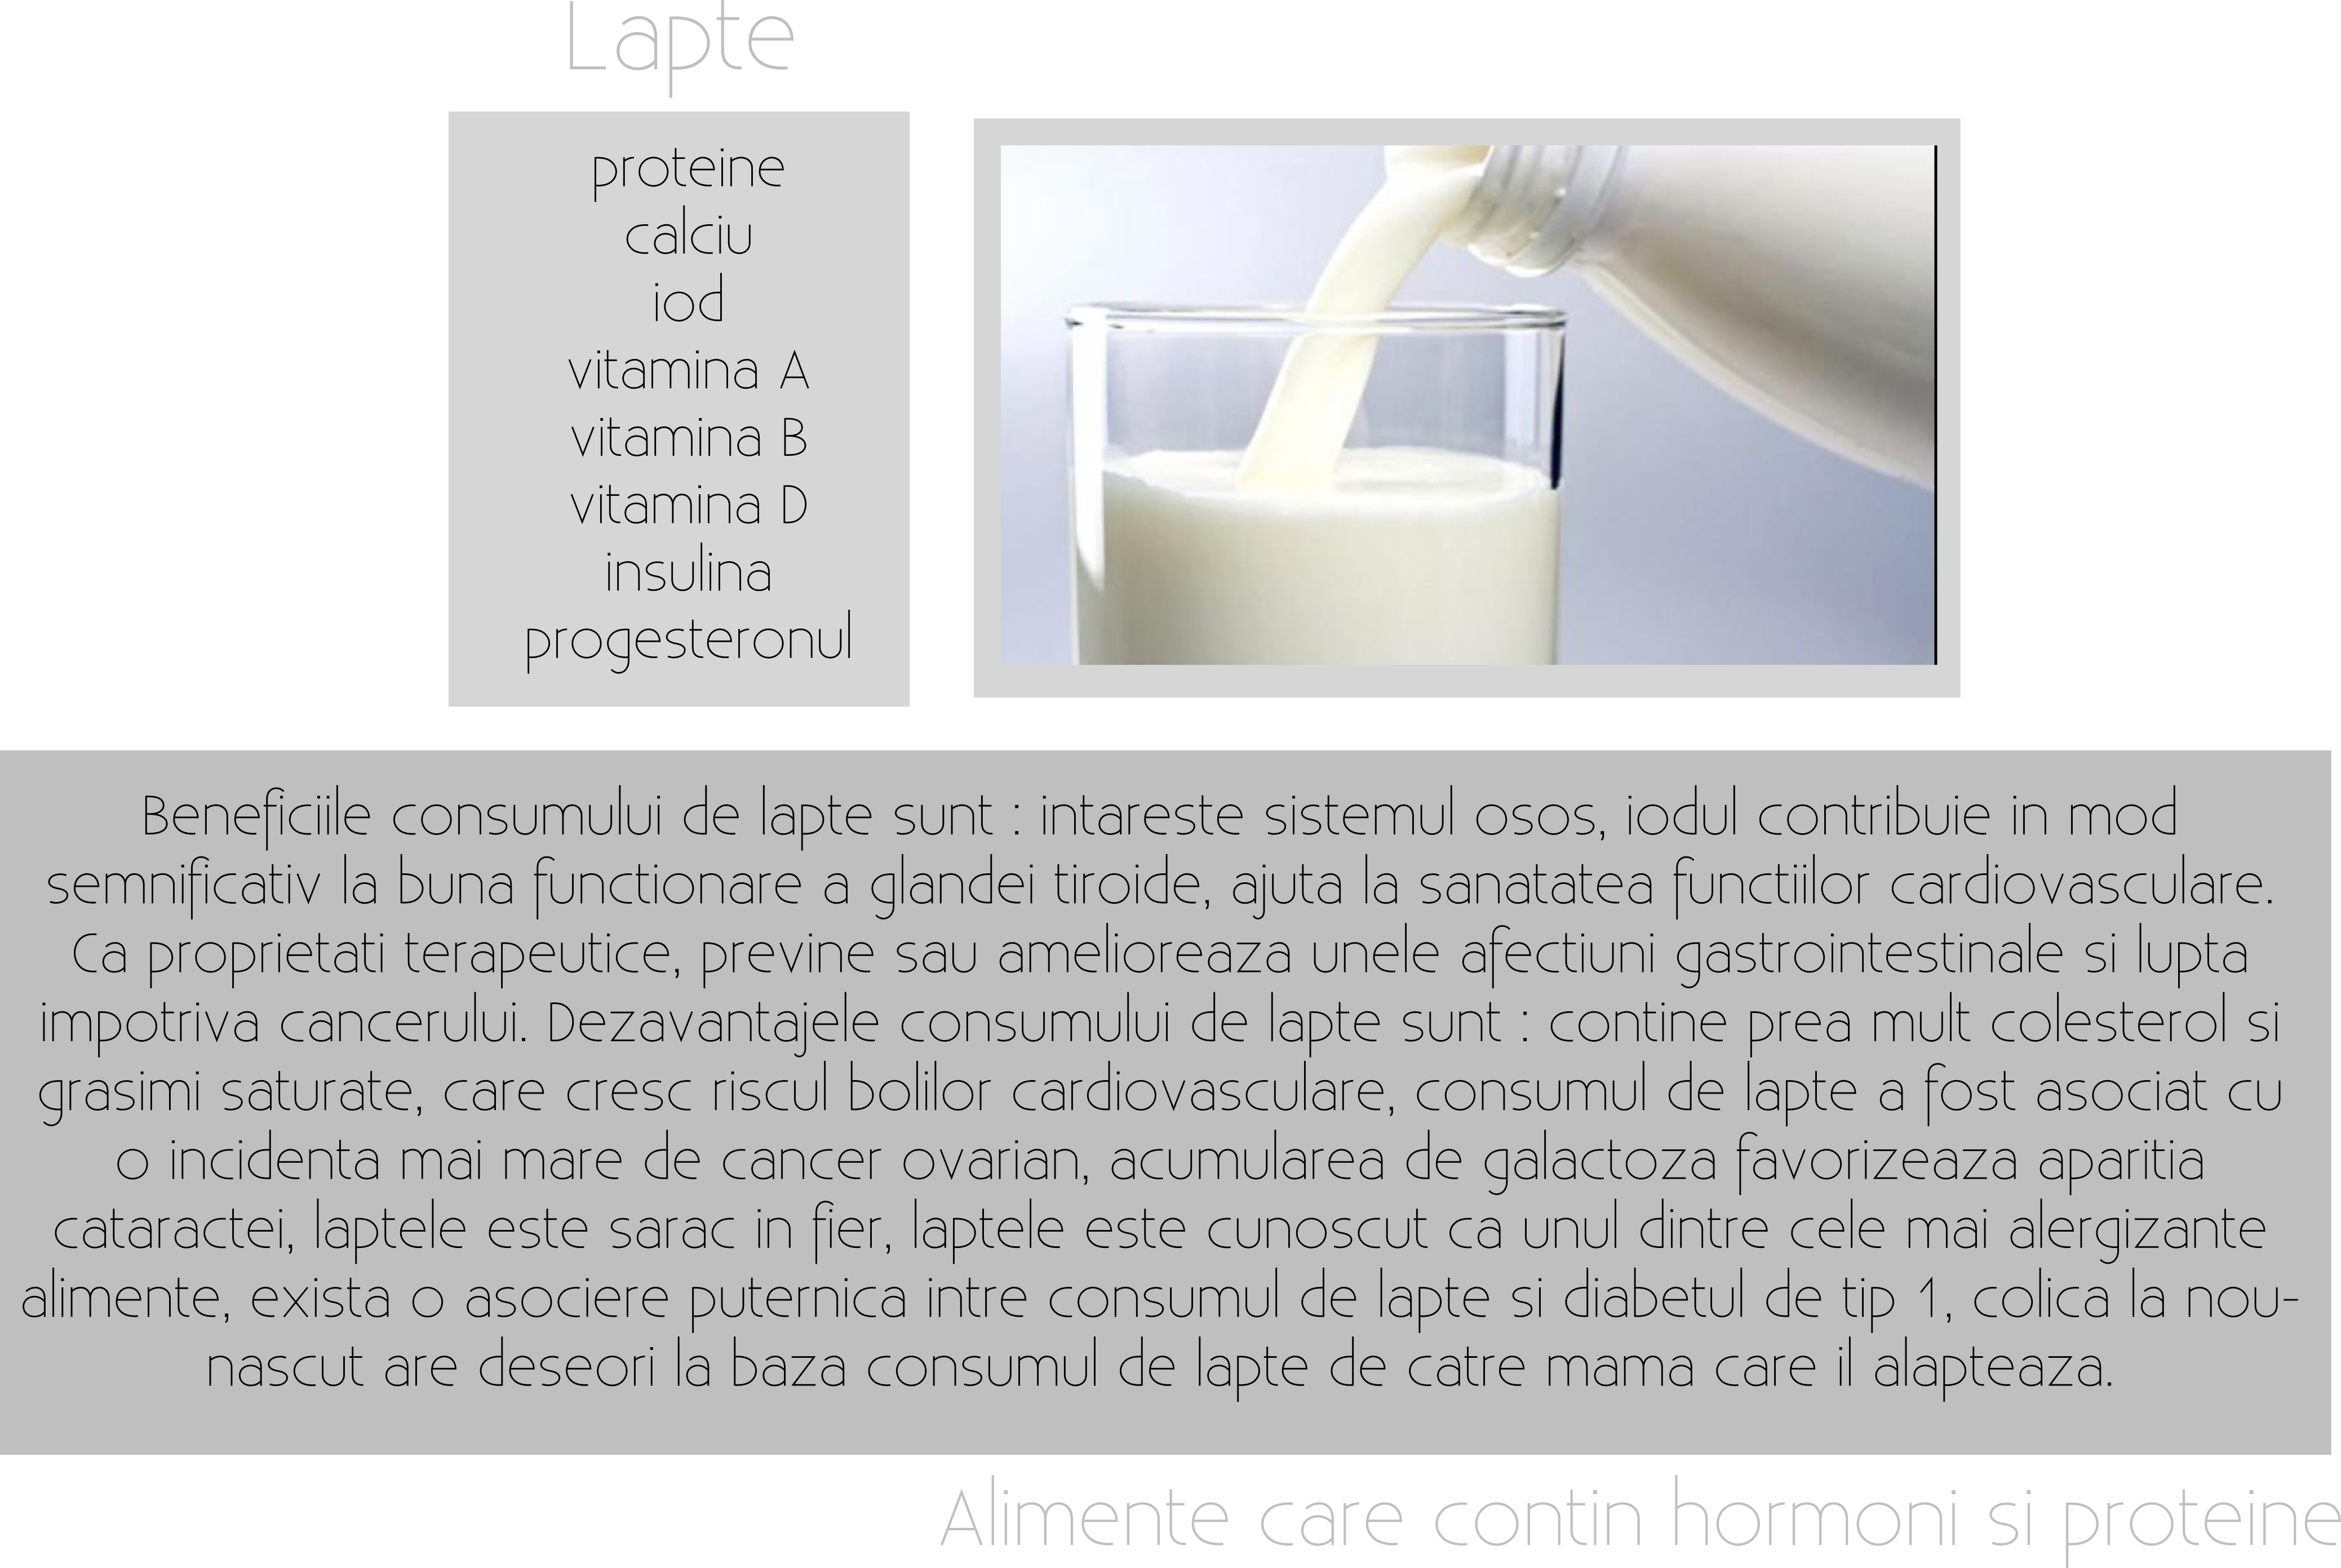 Lapte
proteine
calciu
iod
vitamina A
vitamina B
vitamina D
insulina
progesteronul
Beneficiile consumului de lapte sunt : intareste sistemul osos, iodul contribuie in mod
semnificativ la buna functionare a glandei tiroide, ajuta la sanatatea functiilor cardiovasculare.
Ca proprietati terapeutice, previne sau amelioreaza unele afectiuni gastrointestinale si lupta
impotriva cancerului. Dezavantajele consumului de lapte sunt : contine prea mult colesterol si
grasimi saturate, care cresc riscul bolilor cardiovasculare, consumul de lapte a fost asociat cu
o incidenta mai mare de cancer ovarian, acumularea de galactoza favorizeaza aparitia
cataractei, laptele este sarac in fier, laptele este cunoscut ca unul dintre cele mai alergizante
alimente, exista o asociere puternica intre consumul de lapte si diabetul de tip 1, colica la nou-
nascut are deseori la baza consumul de lapte de catre mama care il alapteaza.
Alimente care contin hormoni si proteine